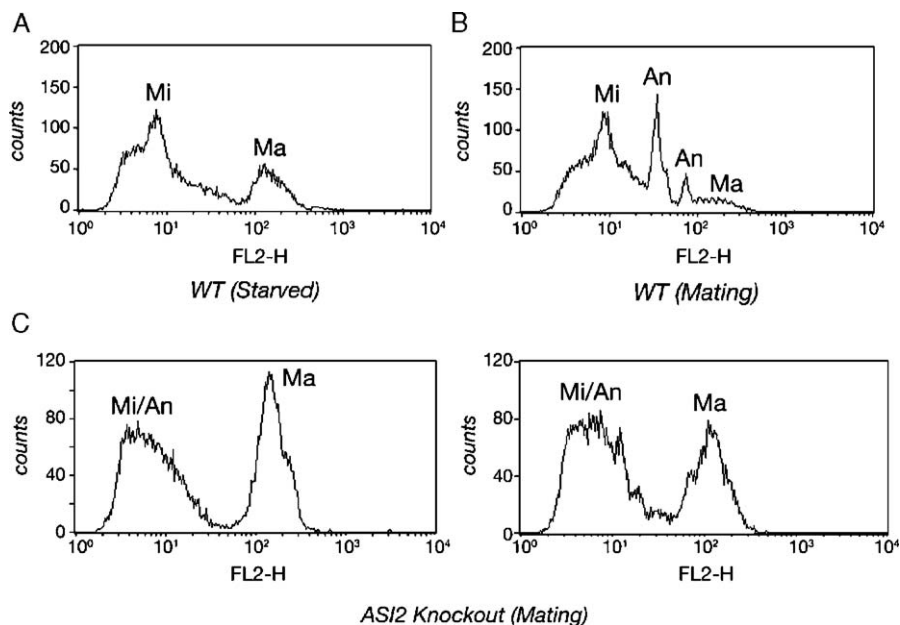 A
200
150
100
50
0
counts
Mi
Ma
10⁰ 10¹ 10² 10³ 10⁴
FL2-H
WT (Starved)
B
200
150
100
50
0
counts
Mi
An
An
Ma
10⁰ 10¹ 10² 10³ 10⁴
FL2-H
WT (Mating)
C
120
80
40
0
counts
Mi/An
Ma
10⁰ 10¹ 10² 10³ 10⁴
FL2-H
120
80
40
0
counts
Mi/An
Ma
10⁰ 10¹ 10² 10³ 10⁴
FL2-H
ASI2 Knockout (Mating)